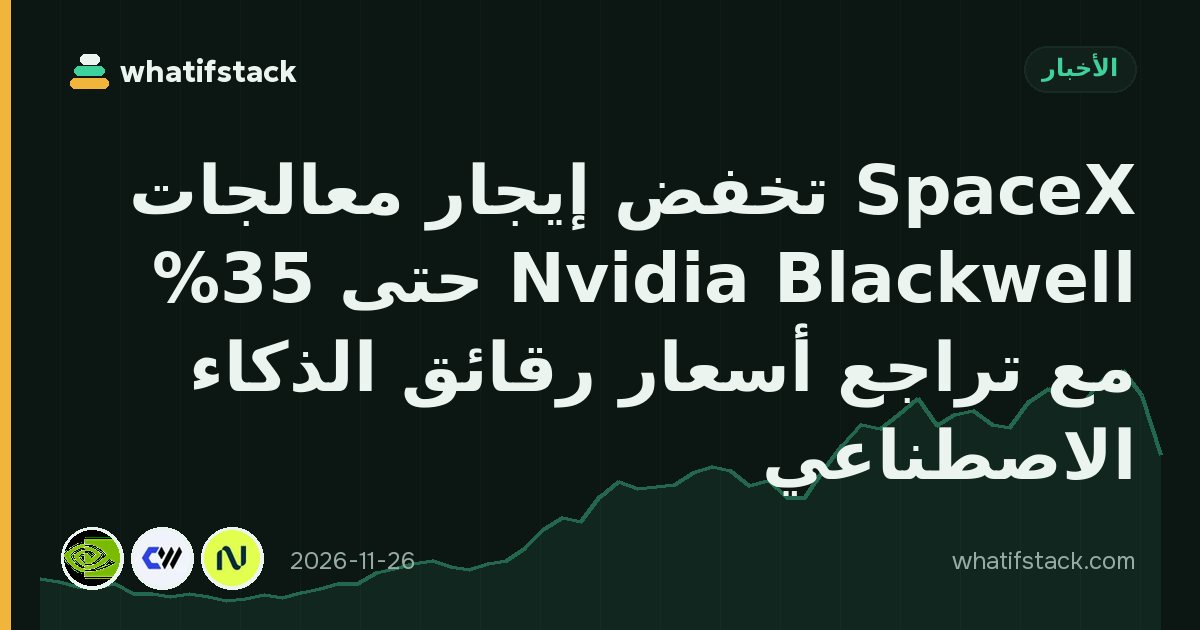 whatifstack
الأخبار
SpaceX تخفض إيجار معالجات
Nvidia Blackwell حتى 35%
مع تراجع أسعار رقائق الذكاء
الاصطناعي
2026-11-26
whatifstack.com